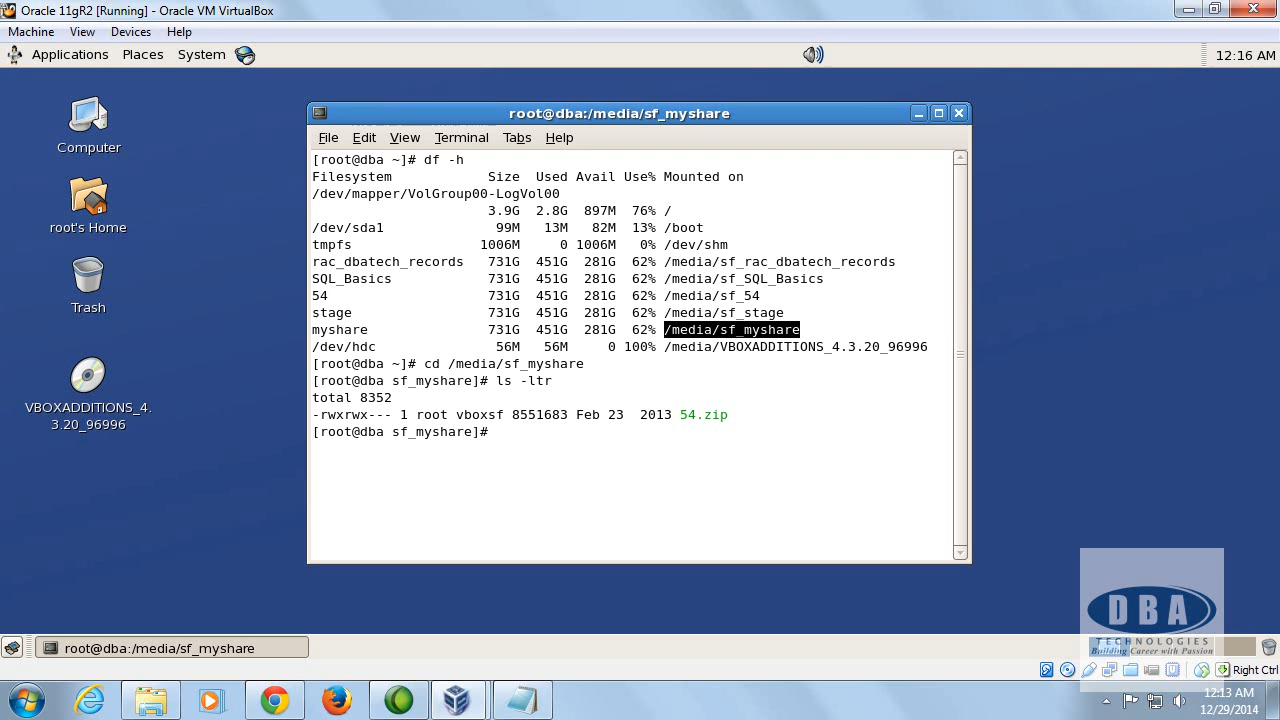 Oracle 11gR2 [Running] - Oracle VM VirtualBox
Machine View Devices Help
Applications Places System 12:16 AM
Computer
root's Home
Trash
VBOXADDITIONS_4.
3.20_96996
root@dba:/media/sf_myshare
File Edit View Terminal Tabs Help
[root@dba ~]# df -h
Filesystem Size Used Avail Use% Mounted on
/dev/mapper/VolGroup00-LogVol00
3.9G 2.8G 897M 76% /
/dev/sda1 99M 13M 82M 13% /boot
tmpfs 1006M 0 1006M 0% /dev/shm
rac_dbatech_records 731G 451G 281G 62% /media/sf_rac_dbatech_records
SQL_Basics 731G 451G 281G 62% /media/sf_SQL_Basics
54 731G 451G 281G 62% /media/sf_54
stage 731G 451G 281G 62% /media/sf_stage
myshare 731G 451G 281G 62% /media/sf_myshare
/dev/hdc 56M 56M 0 100% /media/VBOXADDITIONS_4.3.20_96996
[root@dba ~]# cd /media/sf_myshare
[root@dba sf_myshare]# ls -ltr
total 8352
-rwxrwx--- 1 root vboxsf 8551683 Feb 23 2013 54.zip
[root@dba sf_myshare]#
DBA
TECHNOLOGIES
Building Career with Passion
root@dba:/media/sf_myshare
Right Ctrl
12:13 AM
12/29/2014